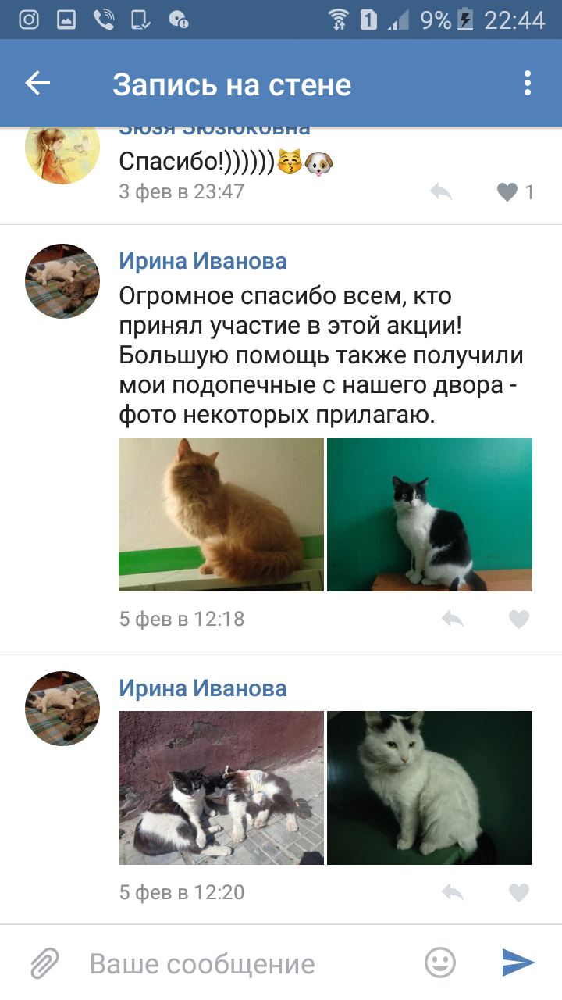 9% 22:44
Запись на стене
Зюзя Зюзюковна
Спасибо!))))))😽🐶
3 фев в 23:47
1
Ирина Иванова
Огромное спасибо всем, кто
принял участие в этой акции!
Большую помощь также получили
мои подопечные с нашего двора -
фото некоторых прилагаю.
5 фев в 12:18
Ирина Иванова
5 фев в 12:20
Ваше сообщение